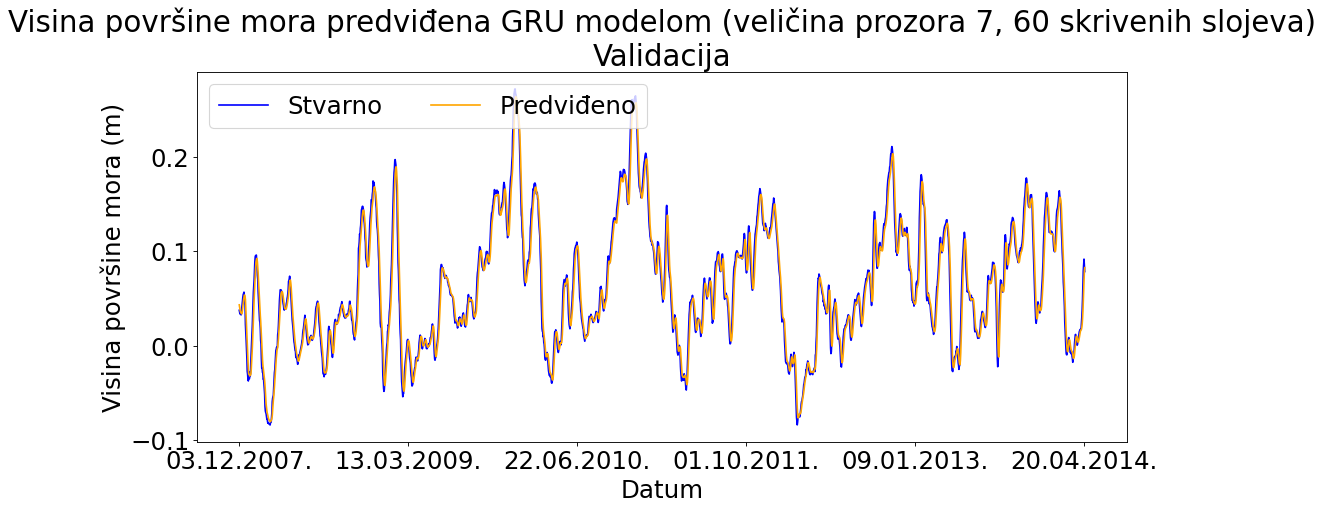 Visina površine mora predviđena GRU modelom (veličina prozora 7, 60 skrivenih slojeva)
Validacija
Stvarno Predviđeno
Visina površine mora (m)
0.2
0.1
0.0
−0.1
03.12.2007. 13.03.2009. 22.06.2010. 01.10.2011. 09.01.2013. 20.04.2014.
Datum